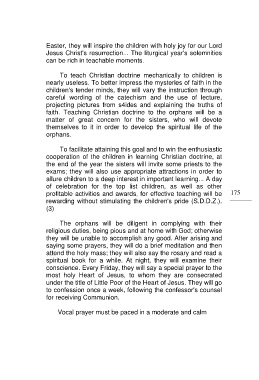 Easter, they will inspire the children with holy joy for our Lord
Jesus Christ's resurrection... The liturgical year's solemnities
can be rich in teachable moments.
To teach Christian doctrine mechanically to children is
nearly useless. To better impress the mysteries of faith in the
children's tender minds, they will vary the instruction through
careful wording of the catechism and the use of lecture,
projecting pictures from s4ides and explaining the truths of
faith. Teaching Christian doctrine to the orphans will be a
matter of great concern for the sisters, who will devote
themselves to it in order to develop the spiritual life of the
orphans.
To facilitate attaining this goal and to win the enthusiastic
cooperation of the children in learning Christian doctrine, at
the end of the year the sisters will invite some priests to the
exams; they will also use appropriate attractions in order to
allure children to a deep interest in important learning... A day
of celebration for the top list children, as well as other
profitable activities and awards, for effective teaching will be
rewarding without stimulating the children's pride (S.D.D.Z.).
(3)
175
The orphans will be diligent in complying with their
religious duties, being pious and at home with God; otherwise
they will be unable to accomplish any good. After arising and
saying some prayers, they will do a brief meditation and then
attend the holy mass; they will also say the rosary and read a
spiritual book for a while. At night, they will examine their
conscience. Every Friday, they will say a special prayer to the
most holy Heart of Jesus, to whom they are consecrated
under the title of Little Poor of the Heart of Jesus. They will go
to confession once a week, following the confessor's counsel
for receiving Communion.
Vocal prayer must be paced in a moderate and calm